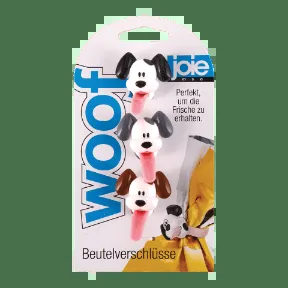 woof
joie
Perfekt,
um die
Frische zu
erhalten.
Beutelverschlüsse